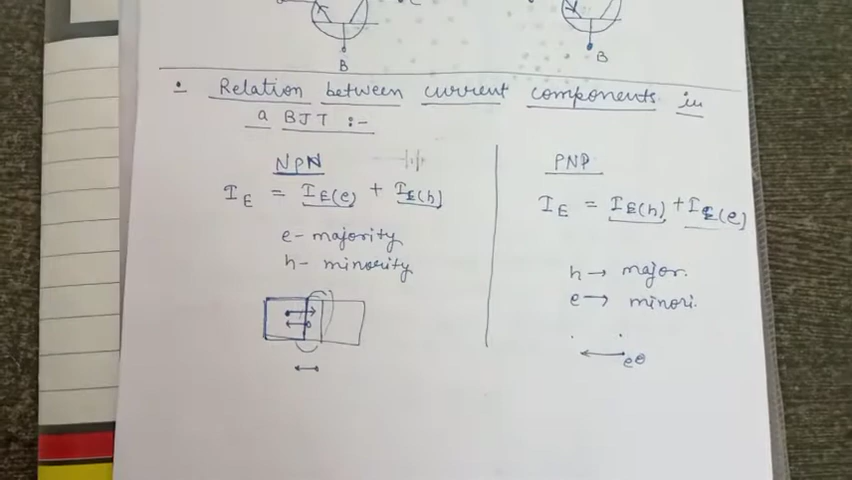 C
B
B
Relation between current components in
a BJT :-
NPN
I_E = I_E(e) + I_E(h)
e- majority
h- minority
PNP
I_E = I_E(h) + I_E(e)
h → major.
e → minori.
e⊖